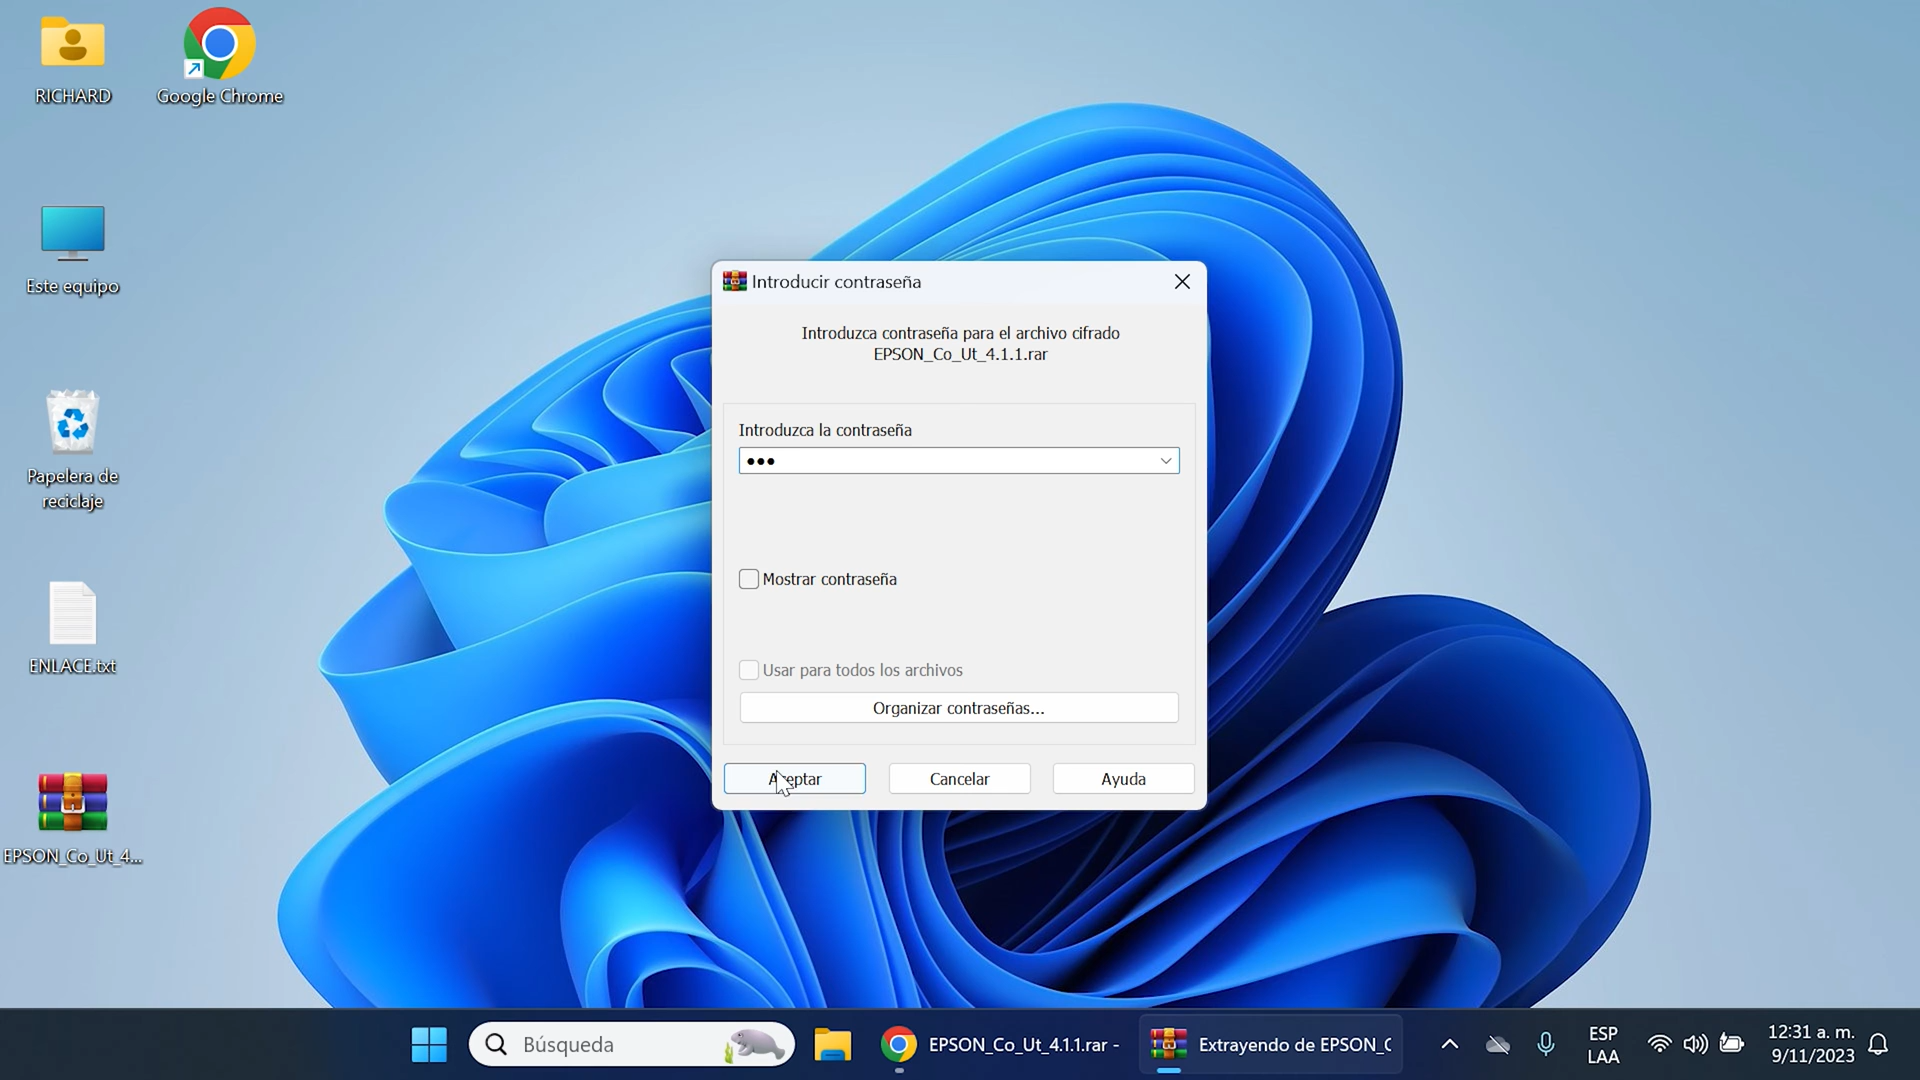 RICHARD
Google Chrome
Este equipo
Papelera de
reciclaje
ENLACE.txt
EPSON_Co_Ut_4...
Introducir contraseña
Introduzca contraseña para el archivo cifrado
EPSON_Co_Ut_4.1.1.rar
Introduzca la contraseña
•••
Mostrar contraseña
Usar para todos los archivos
Organizar contraseñas...
Aceptar
Cancelar
Ayuda
Búsqueda
EPSON_Co_Ut_4.1.1.rar -
Extrayendo de EPSON_C
ESP
LAA
12:31 a. m.
9/11/2023